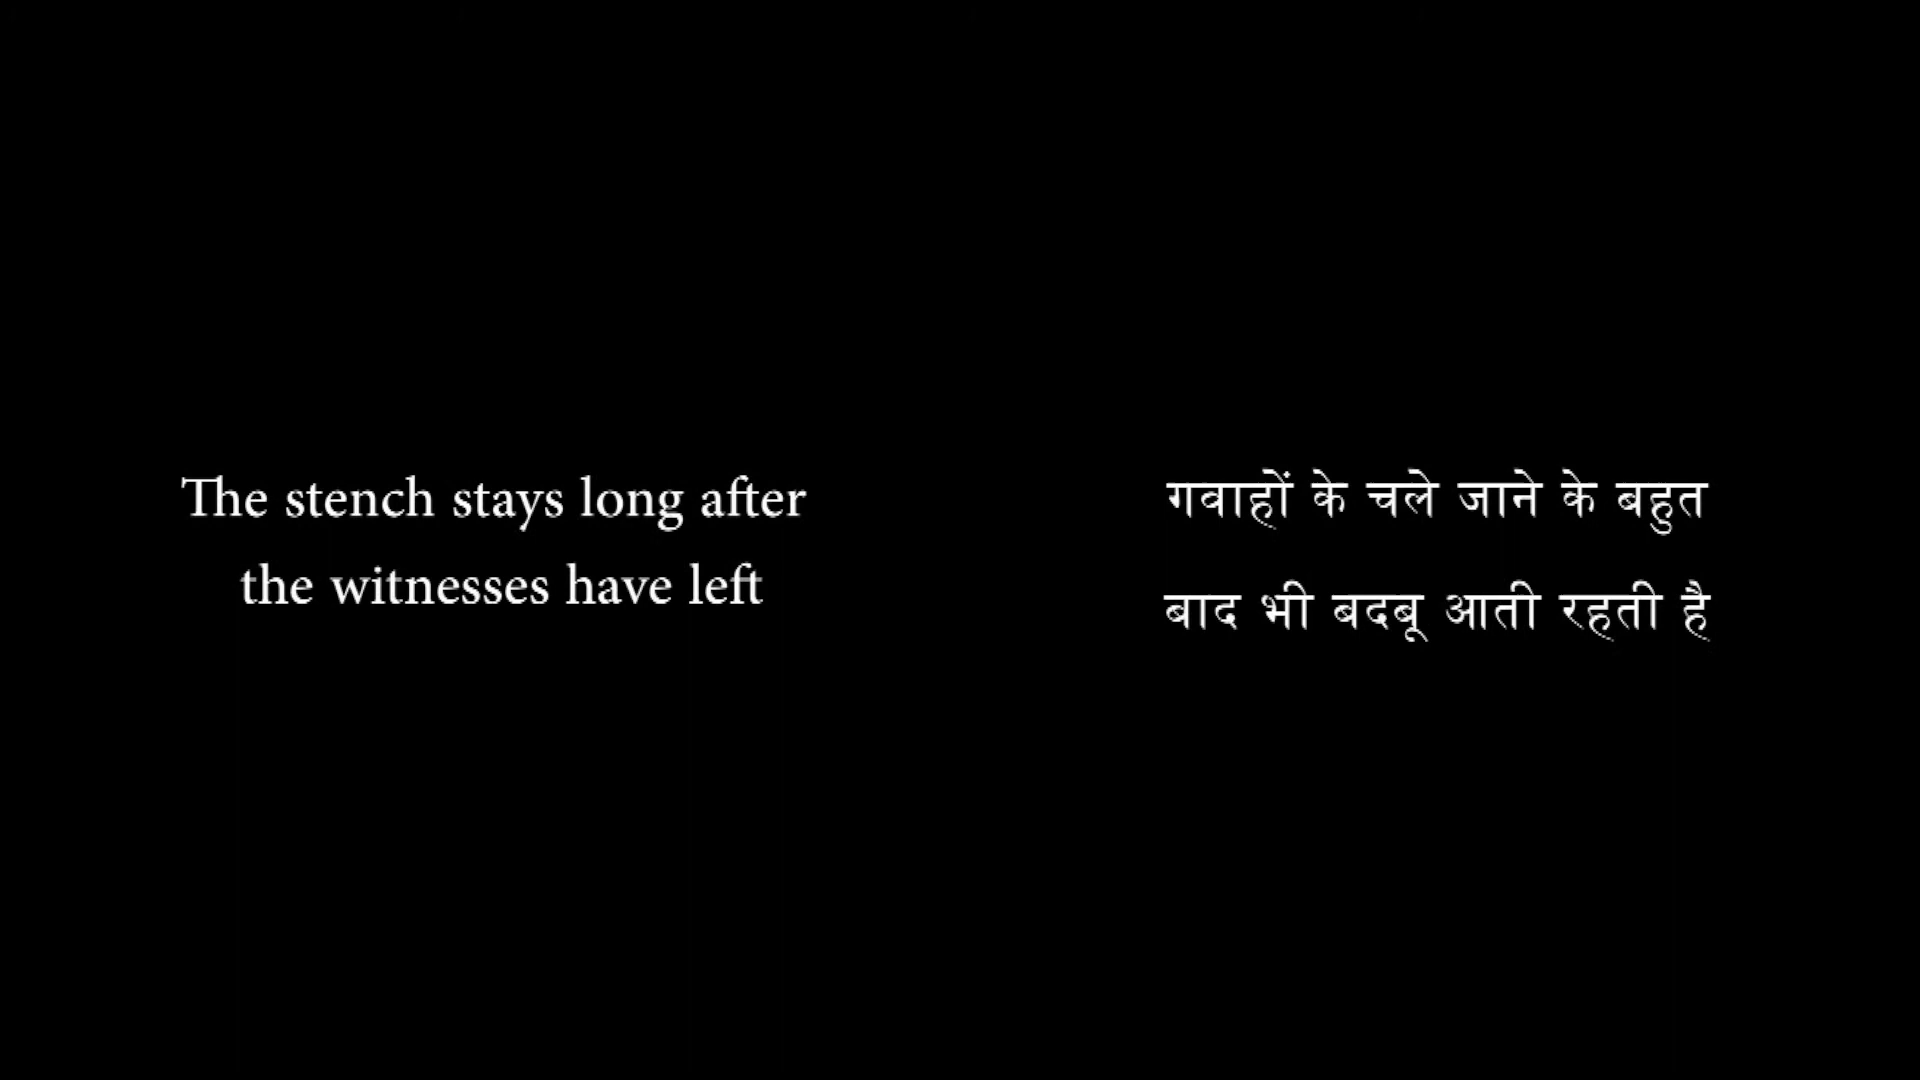 The stench stays long after
the witnesses have left
गवाहों के चले जाने के बहुत
बाद भी बदबू आती रहती है